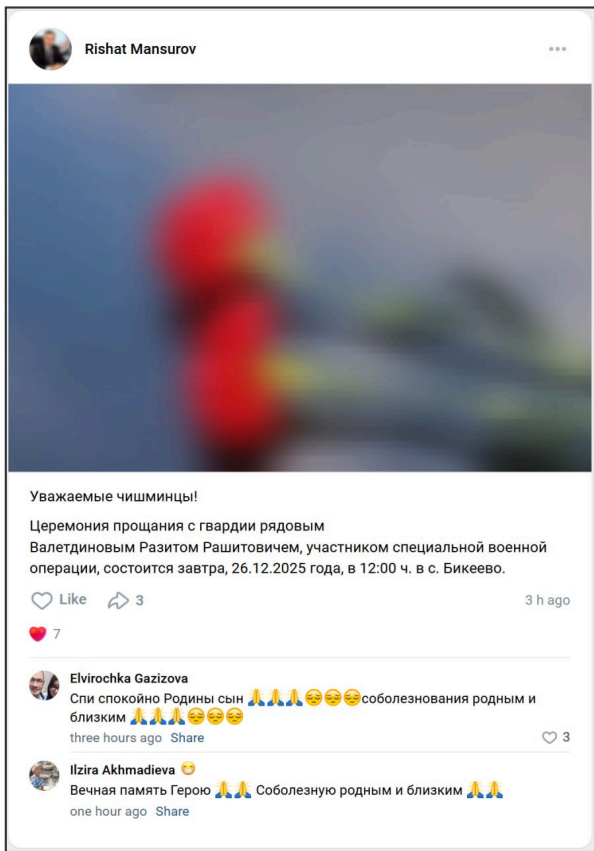 Rishat Mansurov
Уважаемые чишминцы!
Церемония прощания с гвардии рядовым
Валетдиновым Разитом Рашитовичем, участником специальной военной
операции, состоится завтра, 26.12.2025 года, в 12:00 ч. в с. Бикеево.
Like 3 3 h ago
7
Elvirochka Gazizova
Спи спокойно Родины сын 🙏🙏🙏😔😔😔соболезнования родным и
близким 🙏🙏🙏😔😔😔
three hours ago Share 3
Ilzira Akhmadieva 😁
Вечная память Герою 🙏🙏 Соболезную родным и близким 🙏🙏
one hour ago Share